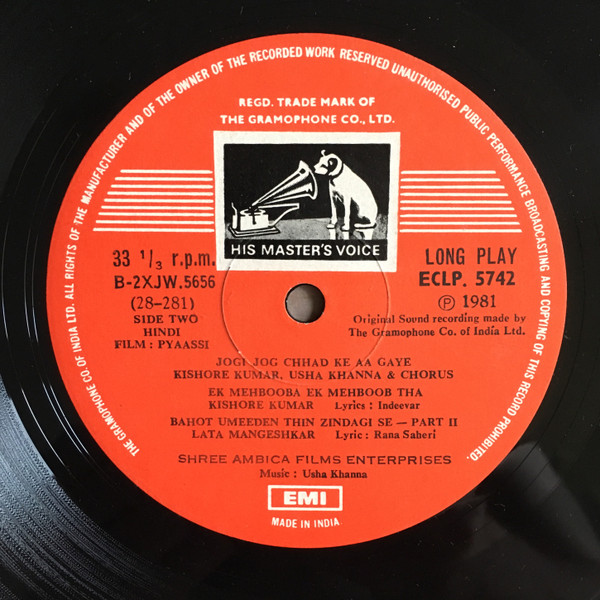 THE GRAMOPHONE CO. OF INDIA LTD. ALL RIGHTS OF THE MANUFACTURER AND OF THE OWNER OF THE RECORDED WORK RESERVED UNAUTHORISED PUBLIC PERFORMANCE BROADCASTING AND COPYING OF THIS RECORD PROHIBITED.
REGD. TRADE MARK OF
THE GRAMOPHONE CO., LTD.
HIS MASTER'S VOICE
33 1/3 r.p.m.
B-2XJW.5656
(28-281)
SIDE TWO
HINDI
FILM : PYAASSI
LONG PLAY
ECLP. 5742
Ⓟ 1981
Original Sound recording made by
The Gramophone Co. of India Ltd.
JOGI JOG CHHAD KE AA GAYE
KISHORE KUMAR, USHA KHANNA & CHORUS
EK MEHBOOBA EK MEHBOOB THA
KISHORE KUMAR Lyrics : Indeevar
BAHOT UMEEDEN THIN ZINDAGI SE — PART II
LATA MANGESHKAR Lyric : Rana Saheri
SHREE AMBICA FILMS ENTERPRISES
Music : Usha Khanna
EMI
MADE IN INDIA